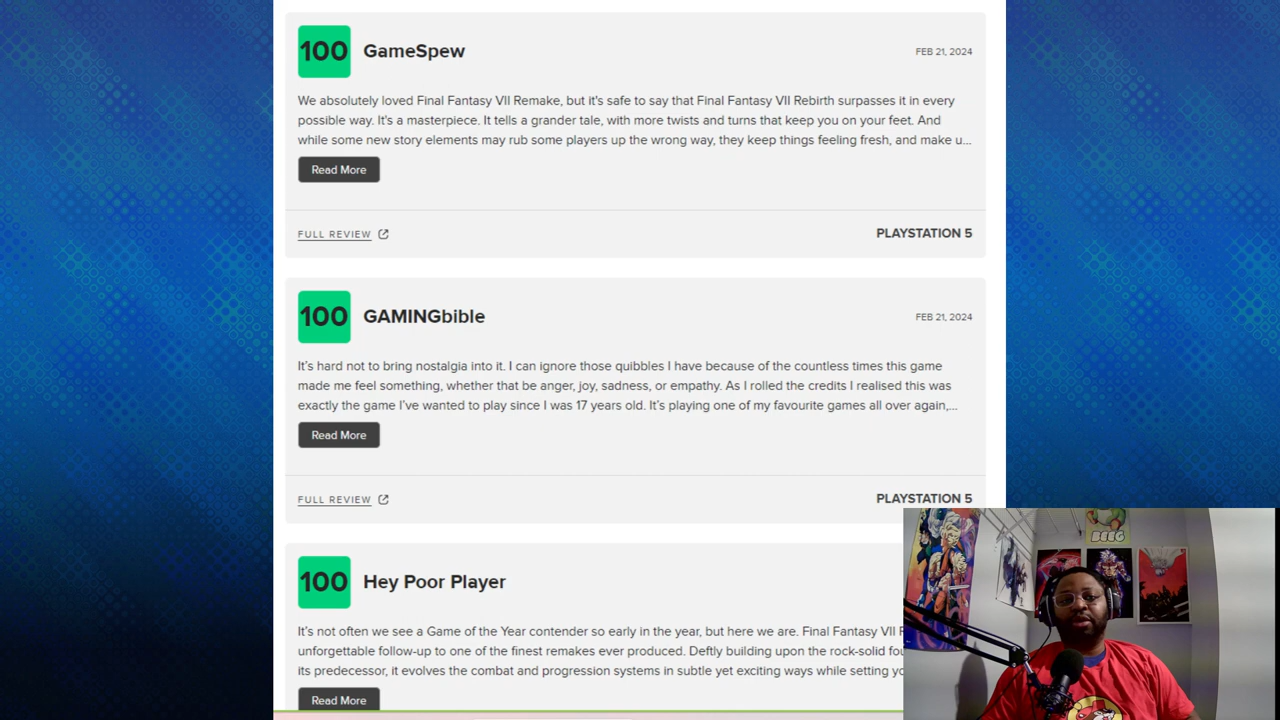 100 GameSpew FEB 21, 2024
We absolutely loved Final Fantasy VII Remake, but it's safe to say that Final Fantasy VII Rebirth surpasses it in every
possible way. It's a masterpiece. It tells a grander tale, with more twists and turns that keep you on your feet. And
while some new story elements may rub some players up the wrong way, they keep things feeling fresh, and make u...
Read More
FULL REVIEW PLAYSTATION 5
100 GAMINGbible FEB 21, 2024
It's hard not to bring nostalgia into it. I can ignore those quibbles I have because of the countless times this game
made me feel something, whether that be anger, joy, sadness, or empathy. As I rolled the credits I realised this was
exactly the game I've wanted to play since I was 17 years old. It's playing one of my favourite games all over again,...
Read More
FULL REVIEW PLAYSTATION 5
100 Hey Poor Player
It's not often we see a Game of the Year contender so early in the year, but here we are. Final Fantasy VII
unforgettable follow-up to one of the finest remakes ever produced. Deftly building upon the rock-solid
its predecessor, it evolves the combat and progression systems in subtle yet exciting ways while setting
Read More